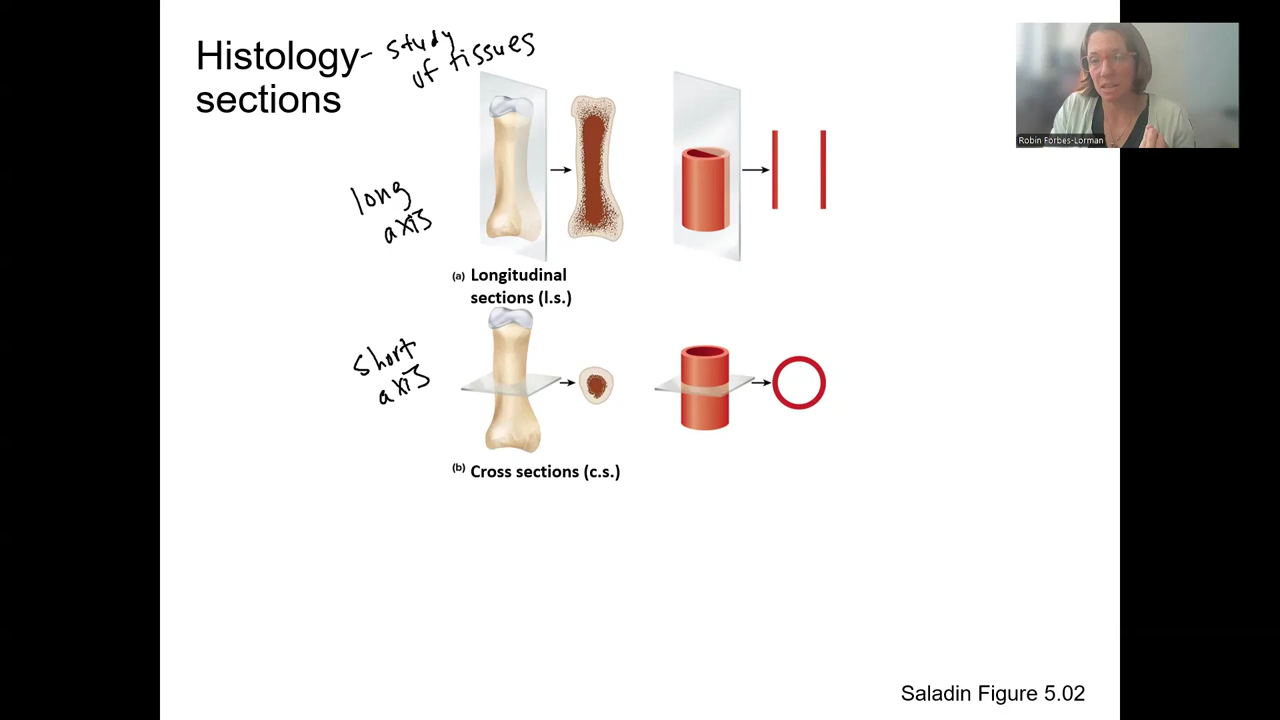 Histology- study
of tissues
sections
Robin Forbes-Lorman
long
axis
(a) Longitudinal
sections (l.s.)
short
axis
(b) Cross sections (c.s.)
Saladin Figure 5.02